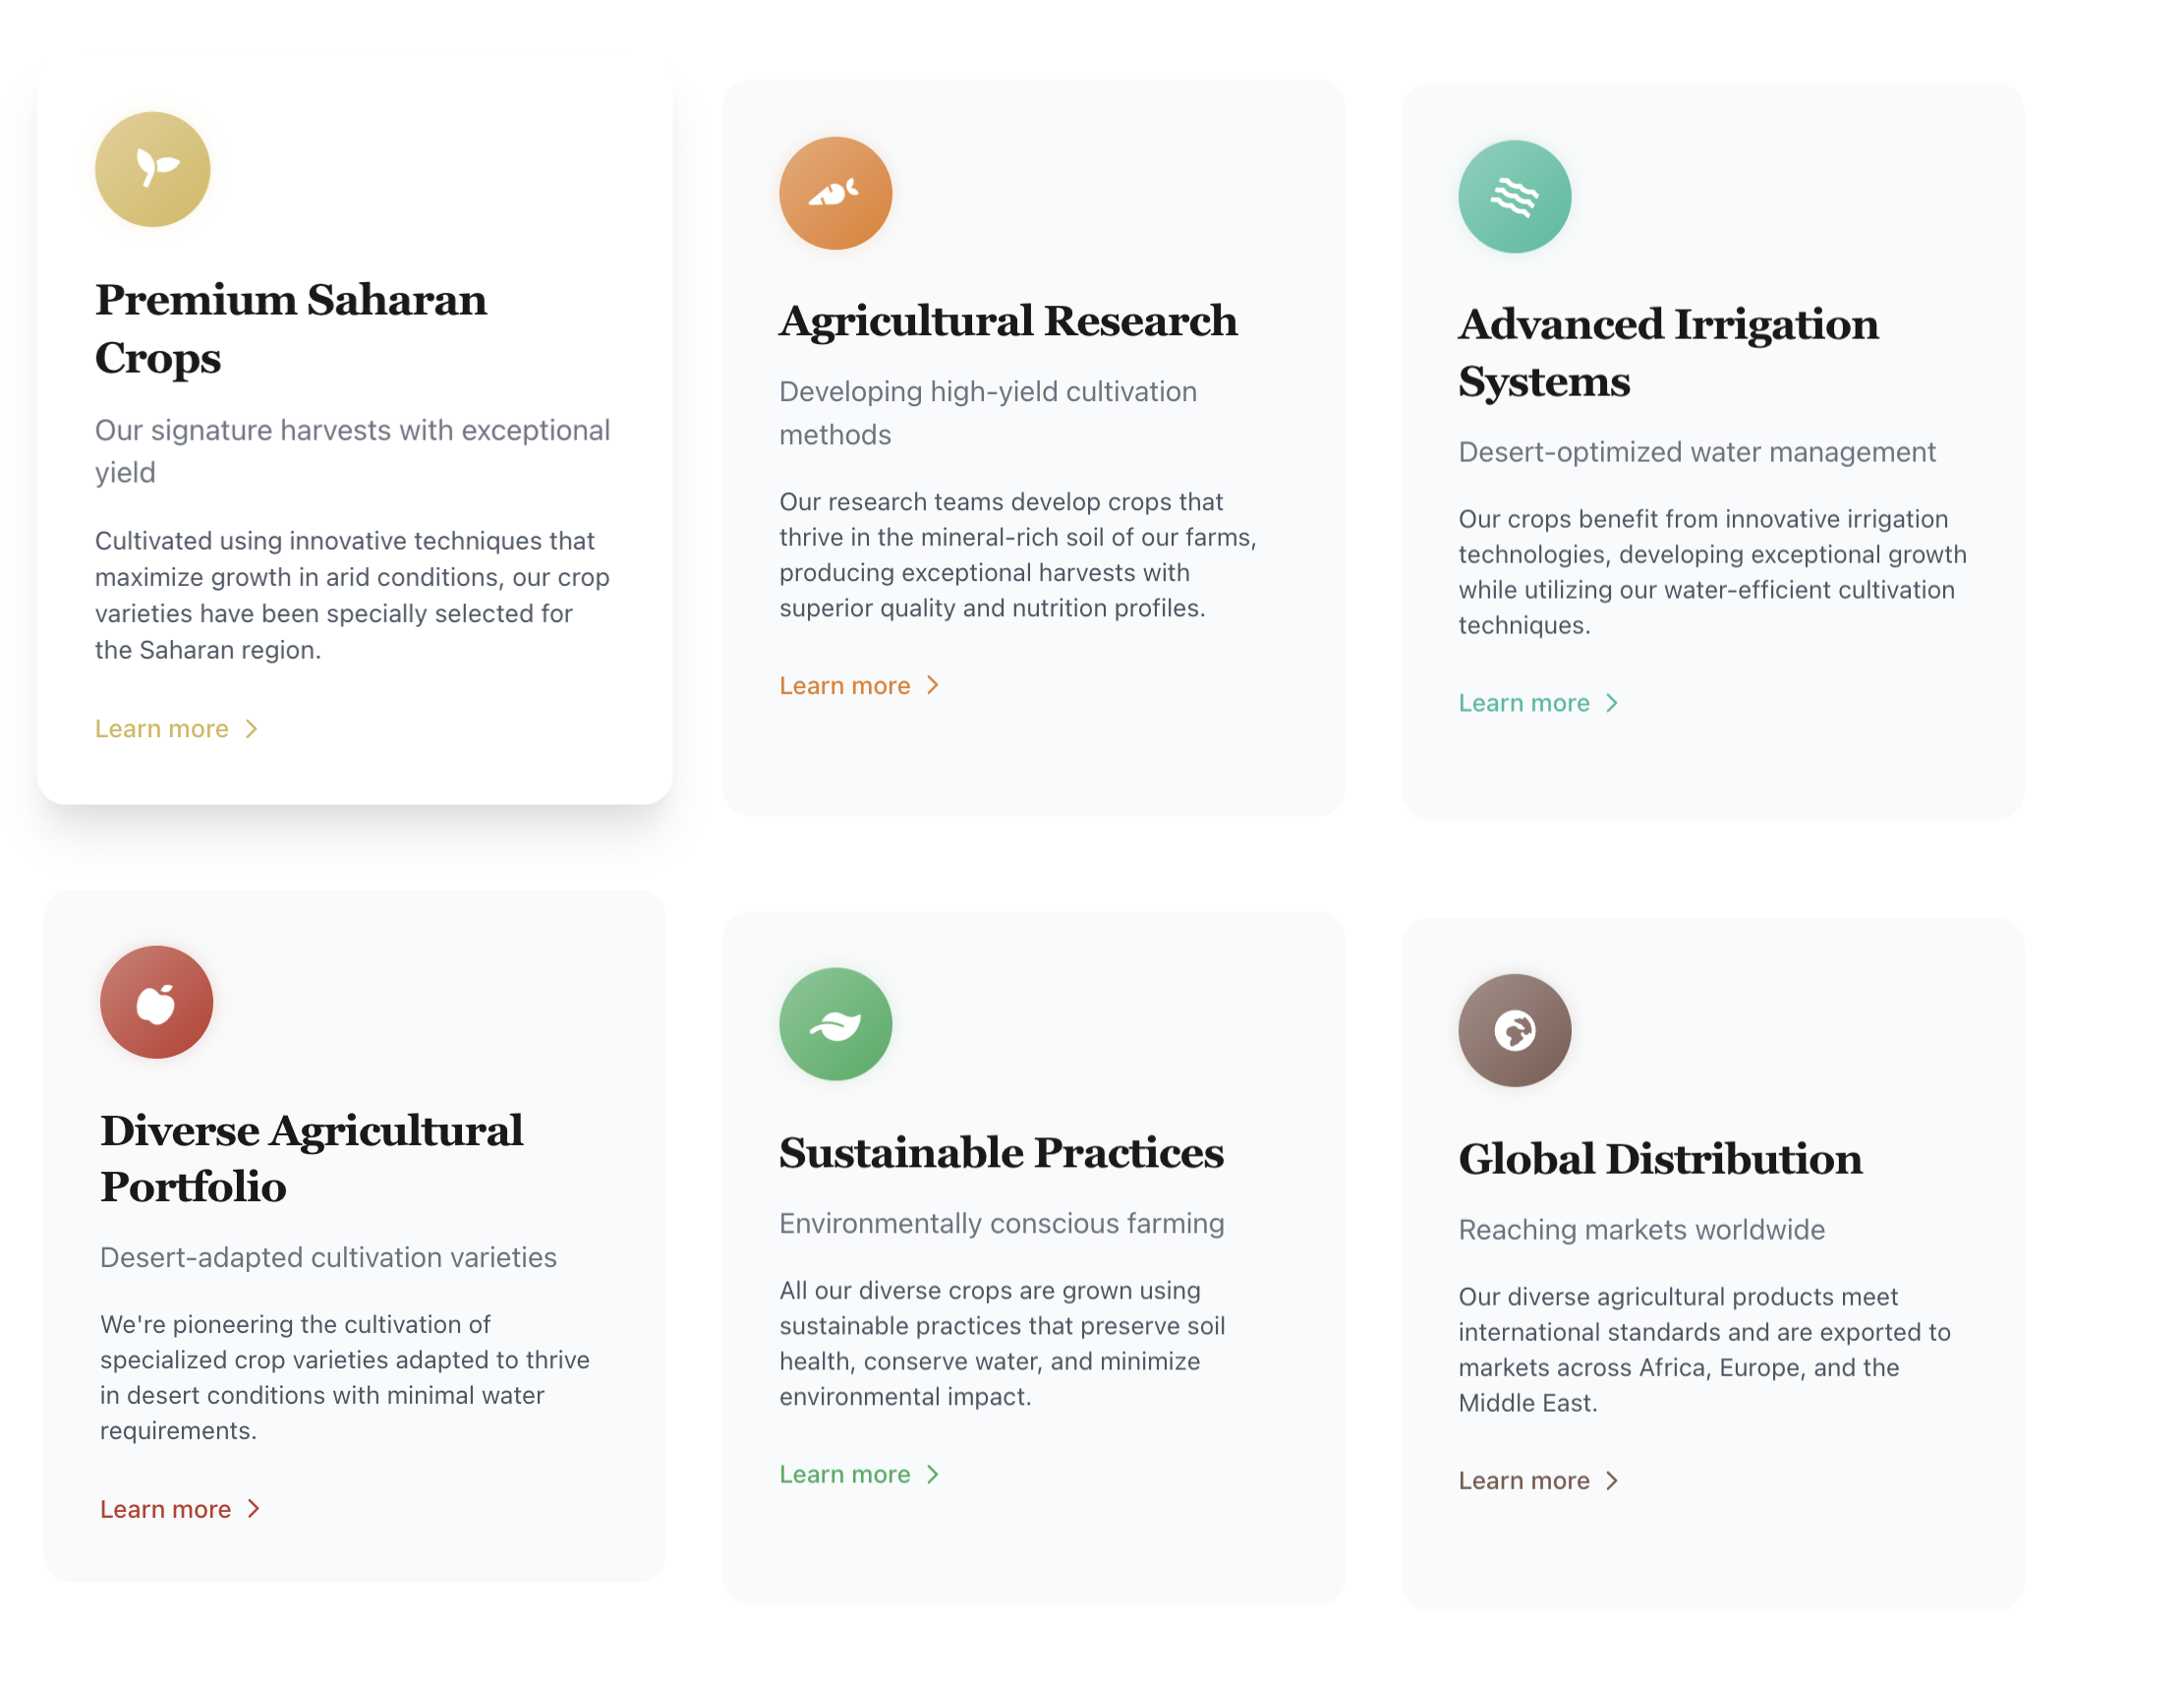 Premium Saharan
Crops
Our signature harvests with exceptional
yield
Cultivated using innovative techniques that
maximize growth in arid conditions, our crop
varieties have been specially selected for
the Saharan region.
Learn more
Agricultural Research
Developing high-yield cultivation
methods
Our research teams develop crops that
thrive in the mineral-rich soil of our farms,
producing exceptional harvests with
superior quality and nutrition profiles.
Learn more
Advanced Irrigation
Systems
Desert-optimized water management
Our crops benefit from innovative irrigation
technologies, developing exceptional growth
while utilizing our water-efficient cultivation
techniques.
Learn more
Diverse Agricultural
Portfolio
Desert-adapted cultivation varieties
We're pioneering the cultivation of
specialized crop varieties adapted to thrive
in desert conditions with minimal water
requirements.
Learn more
Sustainable Practices
Environmentally conscious farming
All our diverse crops are grown using
sustainable practices that preserve soil
health, conserve water, and minimize
environmental impact.
Learn more
Global Distribution
Reaching markets worldwide
Our diverse agricultural products meet
international standards and are exported to
markets across Africa, Europe, and the
Middle East.
Learn more